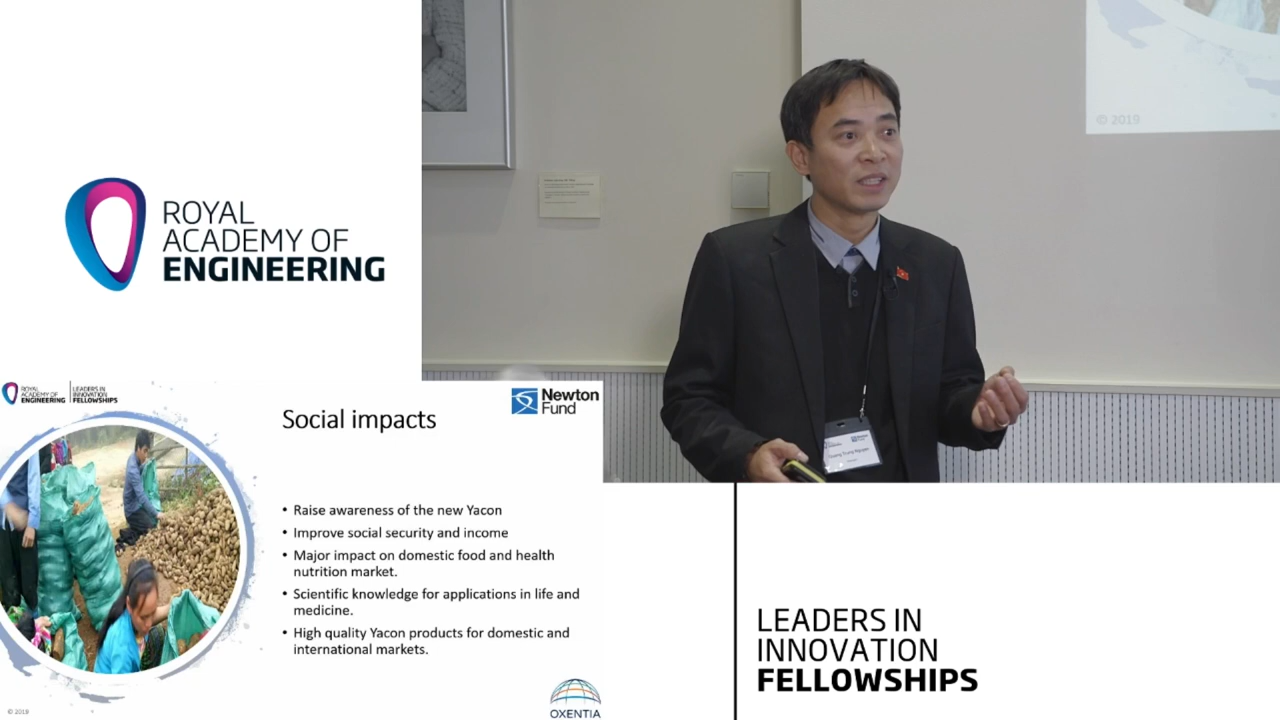 ROYAL
ACADEMY OF
ENGINEERING
© 2019
Newton
Fund
ROYAL
ACADEMY OF
ENGINEERING
LEADERS IN
INNOVATION
FELLOWSHIPS
Newton
Fund
Social impacts
• Raise awareness of the new Yacon
• Improve social security and income
• Major impact on domestic food and health
nutrition market.
• Scientific knowledge for applications in life and
medicine.
• High quality Yacon products for domestic and
international markets.
© 2019
OXENTIA
LEADERS IN
INNOVATION
FELLOWSHIPS